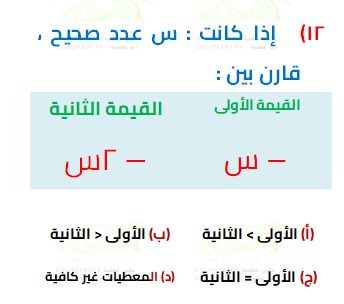 ١٢) إذا كانت : س عدد صحيح ،
قارن بين :
القيمة الأولى القيمة الثانية
– س – ٢س
(أ) الأولى > الثانية (ب) الأولى < الثانية
(ج) الأولى = الثانية (د) المعطيات غير كافية